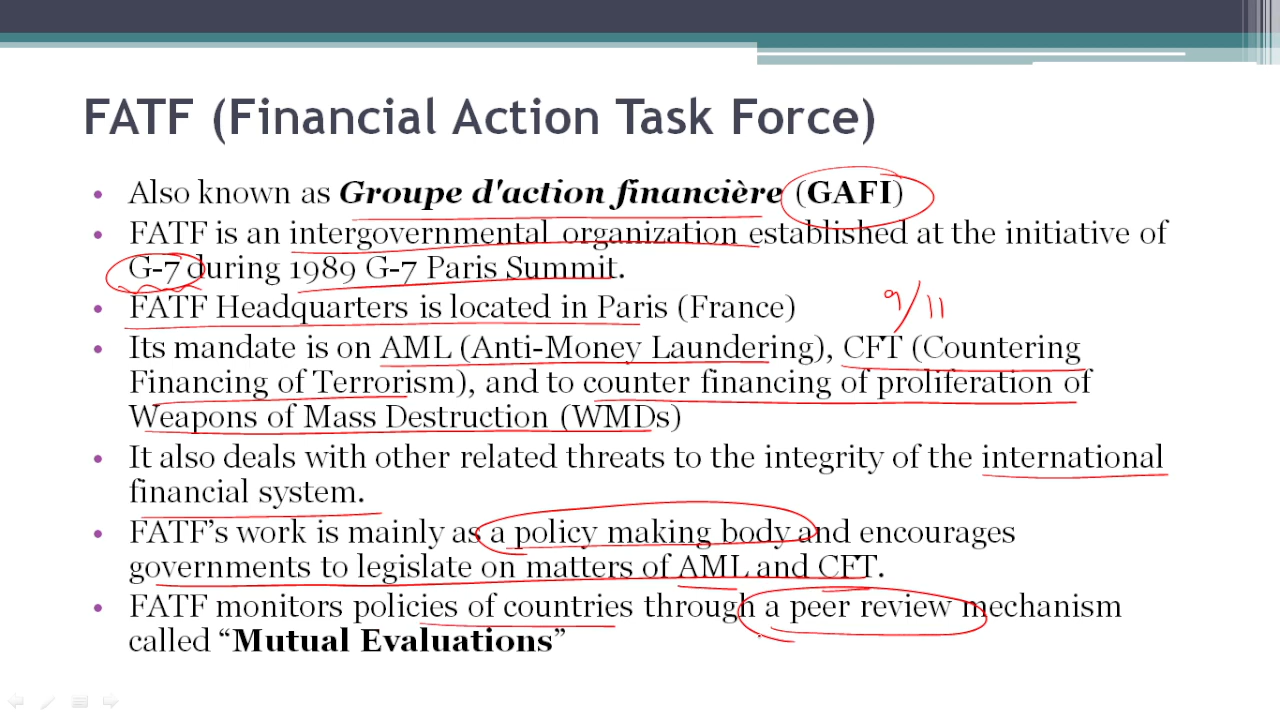 FATF (Financial Action Task Force)
• Also known as Groupe d'action financière (GAFI)
• FATF is an intergovernmental organization established at the initiative of
G-7 during 1989 G-7 Paris Summit.
• FATF Headquarters is located in Paris (France)
9/11
• Its mandate is on AML (Anti-Money Laundering), CFT (Countering
Financing of Terrorism), and to counter financing of proliferation of
Weapons of Mass Destruction (WMDs)
• It also deals with other related threats to the integrity of the international
financial system.
• FATF’s work is mainly as a policy making body and encourages
governments to legislate on matters of AML and CFT.
• FATF monitors policies of countries through a peer review mechanism
called “Mutual Evaluations”